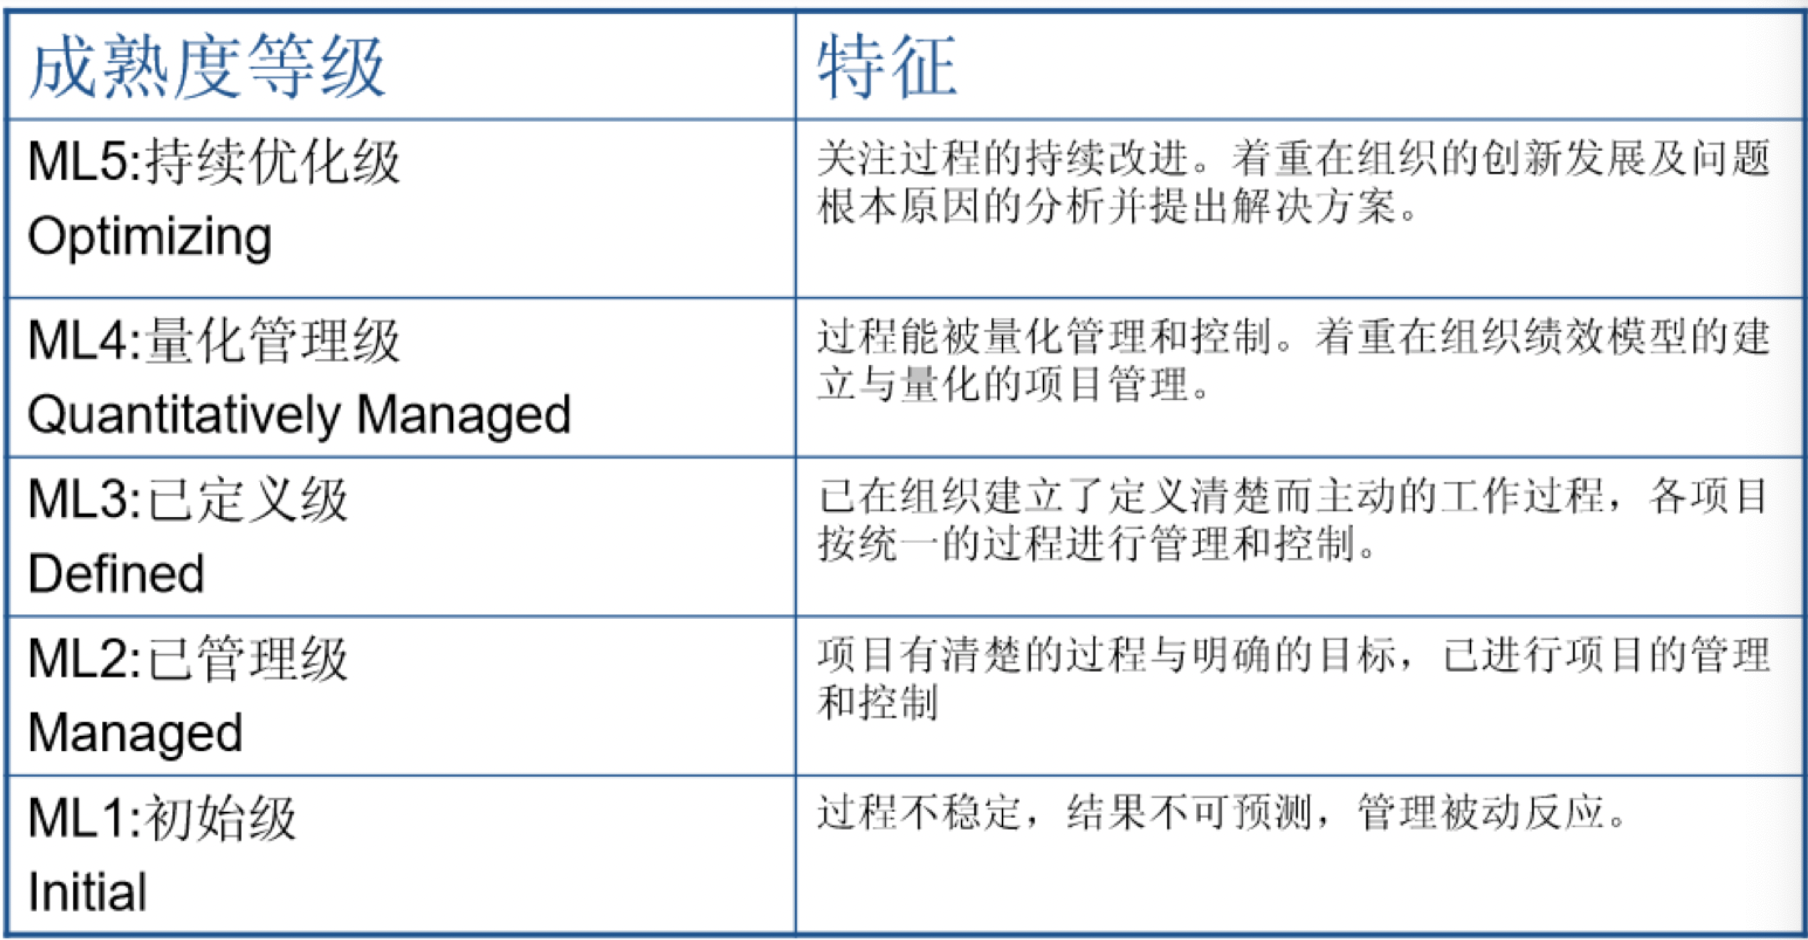 成熟度等级
特征
ML5:持续优化级
Optimizing
关注过程的持续改进。着重在组织的创新发展及问题
根本原因的分析并提出解决方案。
ML4:量化管理级
Quantitatively Managed
过程能被量化管理和控制。着重在组织绩效模型的建
立与量化的项目管理。
ML3:已定义级
Defined
已在组织建立了定义清楚而主动的工作过程，各项目
按统一的过程进行管理和控制。
ML2:已管理级
Managed
项目有清楚的过程与明确的目标，已进行项目的管理
和控制
ML1:初始级
Initial
过程不稳定，结果不可预测，管理被动反应。